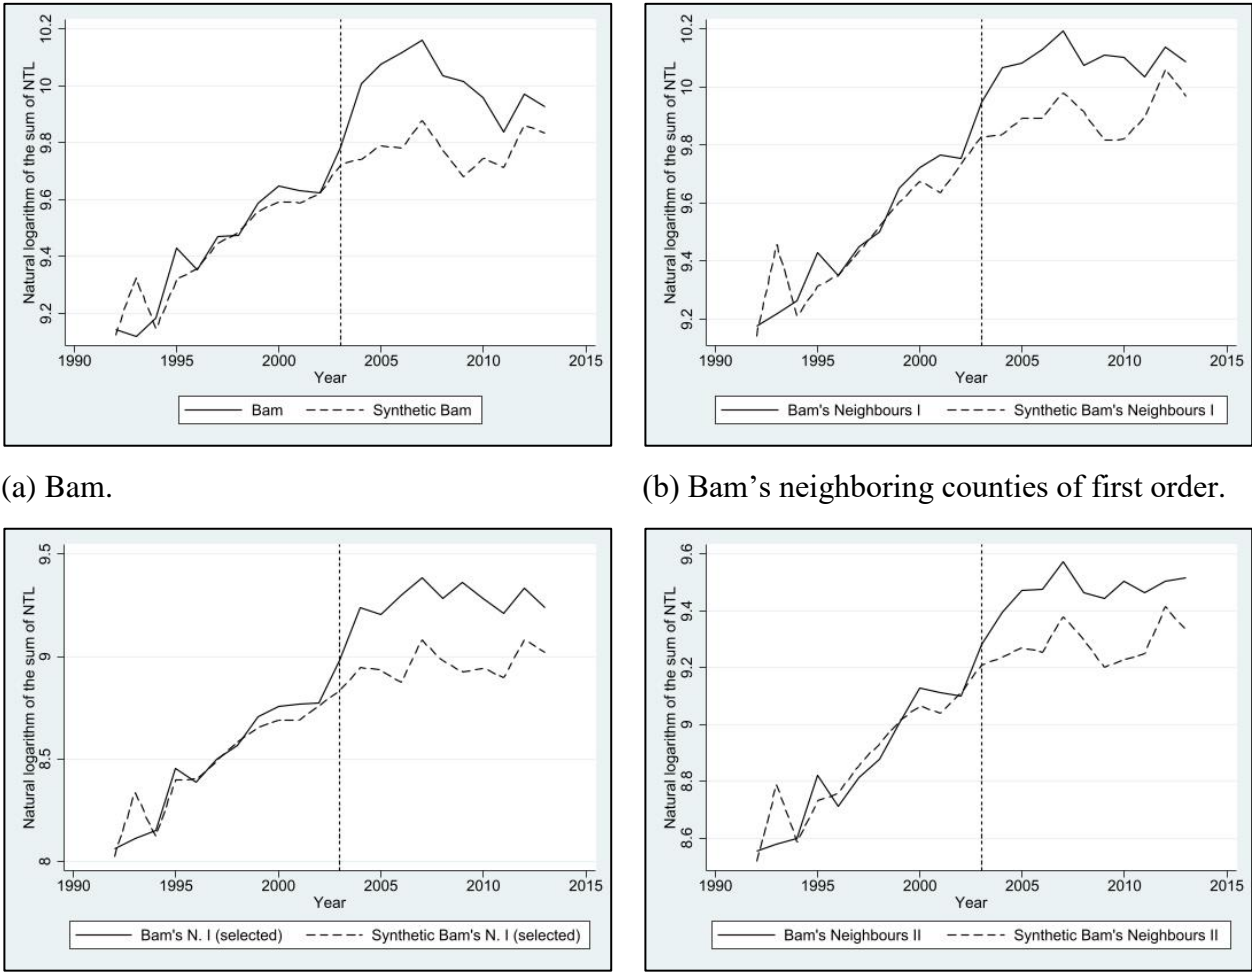 Natural logarithm of the sum of NTL
10.2
10
9.8
9.6
9.4
9.2
1990 1995 2000 2005 2010 2015
Year
Bam Synthetic Bam
(a) Bam.
Natural logarithm of the sum of NTL
10.2
10
9.8
9.6
9.4
9.2
1990 1995 2000 2005 2010 2015
Year
Bam's Neighbours I Synthetic Bam's Neighbours I
(b) Bam’s neighboring counties of first order.
Natural logarithm of the sum of NTL
9.5
9
8.5
8
1990 1995 2000 2005 2010 2015
Year
Bam's N. I (selected) Synthetic Bam's N. I (selected)
Natural logarithm of the sum of NTL
9.6
9.4
9.2
9
8.8
8.6
1990 1995 2000 2005 2010 2015
Year
Bam's Neighbours II Synthetic Bam's Neighbours II